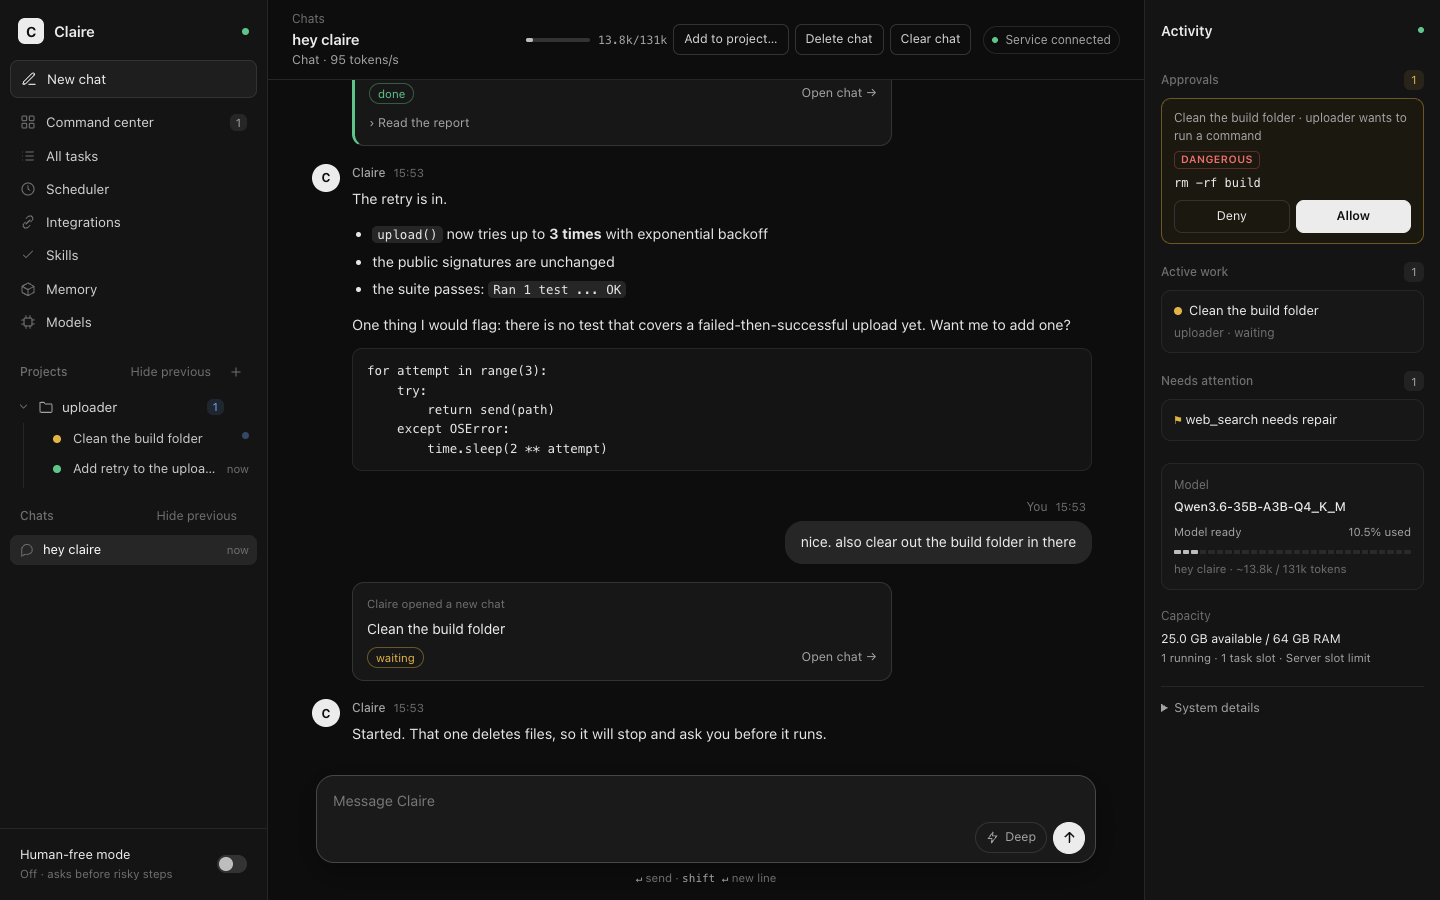 C Claire
New chat
Command center 1
All tasks
Scheduler
Integrations
Skills
Memory
Models
Projects Hide previous +
uploader 1
Clean the build folder
Add retry to the uploa... now
Chats Hide previous
hey claire now
Human-free mode
Off · asks before risky steps
Chats
hey claire
Chat · 95 tokens/s
13.8k/131k
Add to project...
Delete chat
Clear chat
Service connected
done
Open chat →
› Read the report
C
Claire 15:53
The retry is in.
• upload() now tries up to 3 times with exponential backoff
• the public signatures are unchanged
• the suite passes: Ran 1 test ... OK
One thing I would flag: there is no test that covers a failed-then-successful upload yet. Want me to add one?
for attempt in range(3):
    try:
        return send(path)
    except OSError:
        time.sleep(2 ** attempt)
You 15:53
nice. also clear out the build folder in there
Claire opened a new chat
Clean the build folder
waiting
Open chat →
C
Claire 15:53
Started. That one deletes files, so it will stop and ask you before it runs.
Message Claire
Deep
↵ send · shift ↵ new line
Activity
Approvals 1
Clean the build folder · uploader wants to
run a command
DANGEROUS
rm -rf build
Deny
Allow
Active work 1
Clean the build folder
uploader · waiting
Needs attention 1
⚑ web_search needs repair
Model
Qwen3.6-35B-A3B-Q4_K_M
Model ready 10.5% used
hey claire · ~13.8k / 131k tokens
Capacity
25.0 GB available / 64 GB RAM
1 running · 1 task slot · Server slot limit
▶ System details